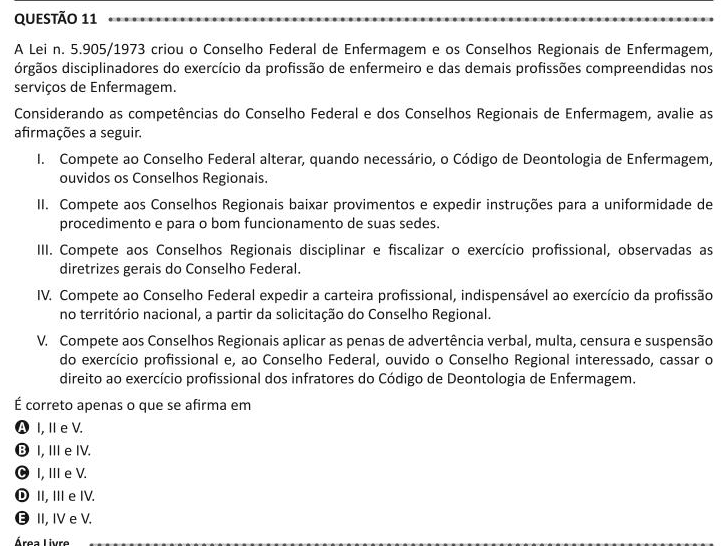 QUESTÃO 11
A Lei n. 5.905/1973 criou o Conselho Federal de Enfermagem e os Conselhos Regionais de Enfermagem,
órgãos disciplinadores do exercício da profissão de enfermeiro e das demais profissões compreendidas nos
serviços de Enfermagem.
Considerando as competências do Conselho Federal e dos Conselhos Regionais de Enfermagem, avalie as
afirmações a seguir.
I. Compete ao Conselho Federal alterar, quando necessário, o Código de Deontologia de Enfermagem,
ouvidos os Conselhos Regionais.
II. Compete aos Conselhos Regionais baixar provimentos e expedir instruções para a uniformidade de
procedimento e para o bom funcionamento de suas sedes.
III. Compete aos Conselhos Regionais disciplinar e fiscalizar o exercício profissional, observadas as
diretrizes gerais do Conselho Federal.
IV. Compete ao Conselho Federal expedir a carteira profissional, indispensável ao exercício da profissão
no território nacional, a partir da solicitação do Conselho Regional.
V. Compete aos Conselhos Regionais aplicar as penas de advertência verbal, multa, censura e suspensão
do exercício profissional e, ao Conselho Federal, ouvido o Conselho Regional interessado, cassar o
direito ao exercício profissional dos infratores do Código de Deontologia de Enfermagem.
É correto apenas o que se afirma em
A I, II e V.
B I, III e IV.
C I, III e V.
D II, III e IV.
E II, IV e V.
Área Livre